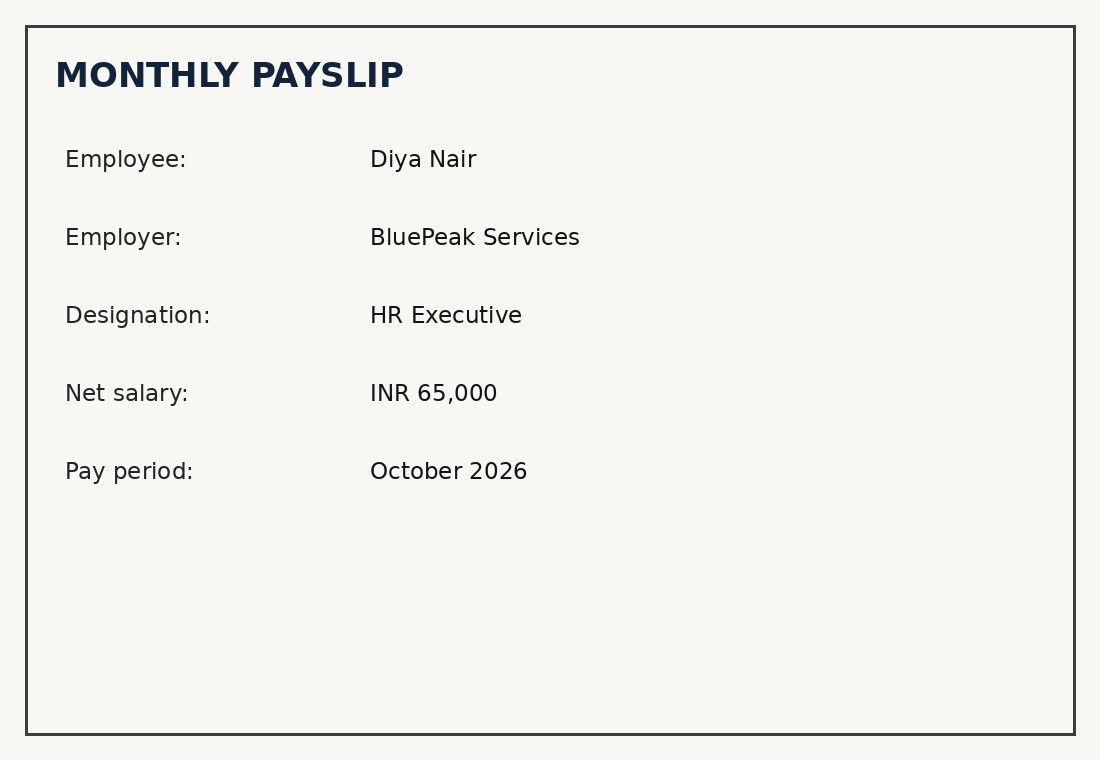 MONTHLY PAYSLIP
Employee: Diya Nair
Employer: BluePeak Services
Designation: HR Executive
Net salary: INR 65,000
Pay period: October 2026